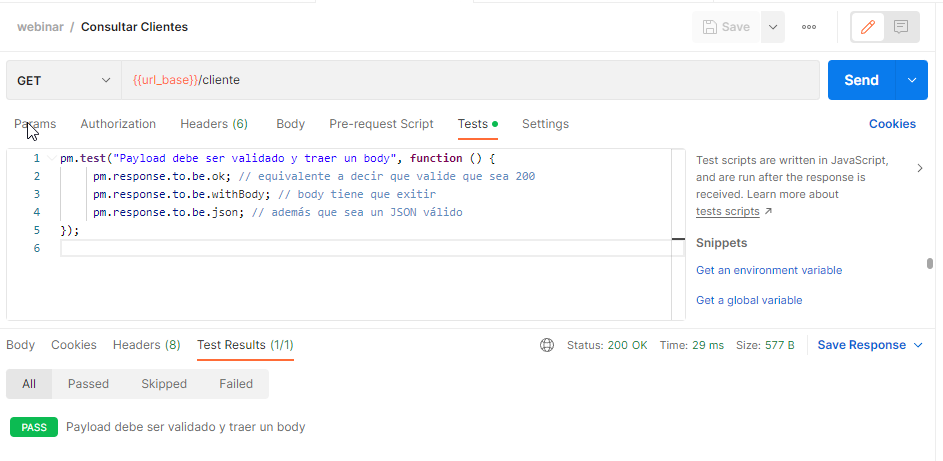 webinar / Consultar Clientes
Save
GET {{url_base}}/cliente Send
Params Authorization Headers (6) Body Pre-request Script Tests Settings Cookies
1 pm.test("Payload debe ser validado y traer un body", function () {
2 pm.response.to.be.ok; // equivalente a decir que valide que sea 200
3 pm.response.to.be.withBody; // body tiene que exitir
4 pm.response.to.be.json; // además que sea un JSON válido
5 });
6
Test scripts are written in JavaScript,
and are run after the response is
received. Learn more about
tests scripts ↗
Snippets
Get an environment variable
Get a global variable
Body Cookies Headers (8) Test Results (1/1) Status: 200 OK Time: 29 ms Size: 577 B Save Response
All Passed Skipped Failed
PASS Payload debe ser validado y traer un body